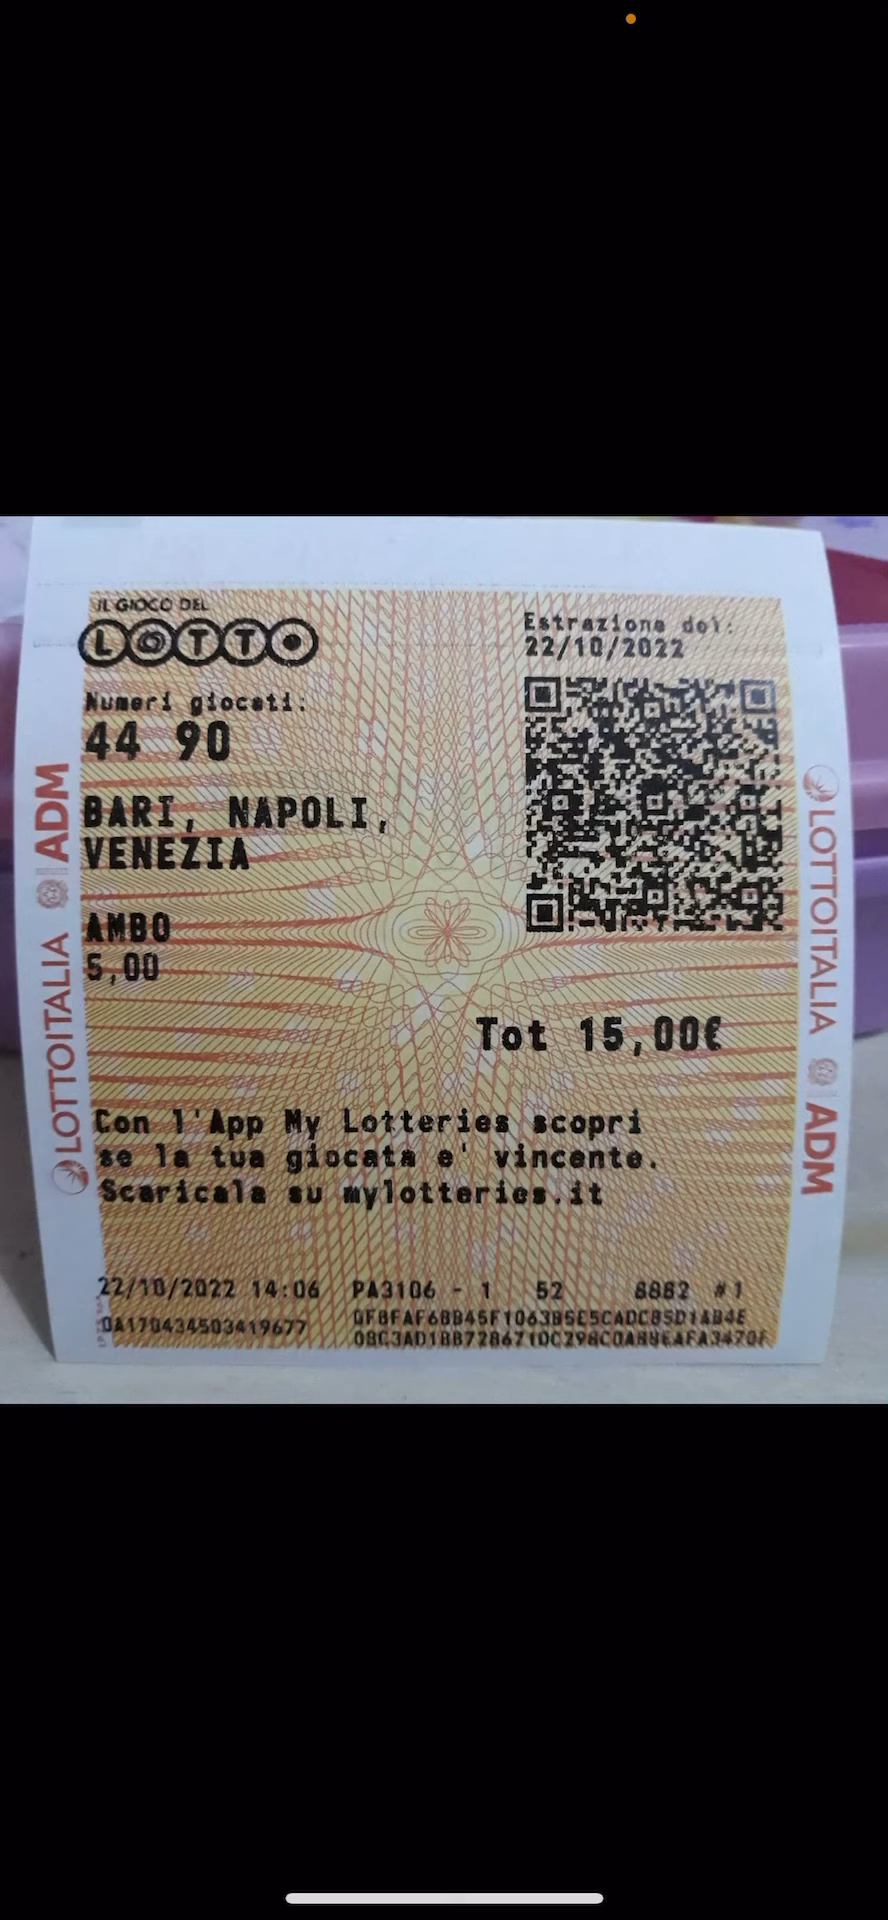 IL GIOCO DEL
LOTTO
Estrazione del:
22/10/2022
Numeri giocati:
44 90
BARI, NAPOLI,
VENEZIA
AMBO
5,00
Tot 15,00€
Con l'App My Lotteries scopri
se la tua giocata e' vincente.
Scaricala su mylotteries.it
22/10/2022 14:06 PA3106 - 1 52 8882 #1
0A170434503419677
LOTTOITALIA ADM
LOTTOITALIA ADM